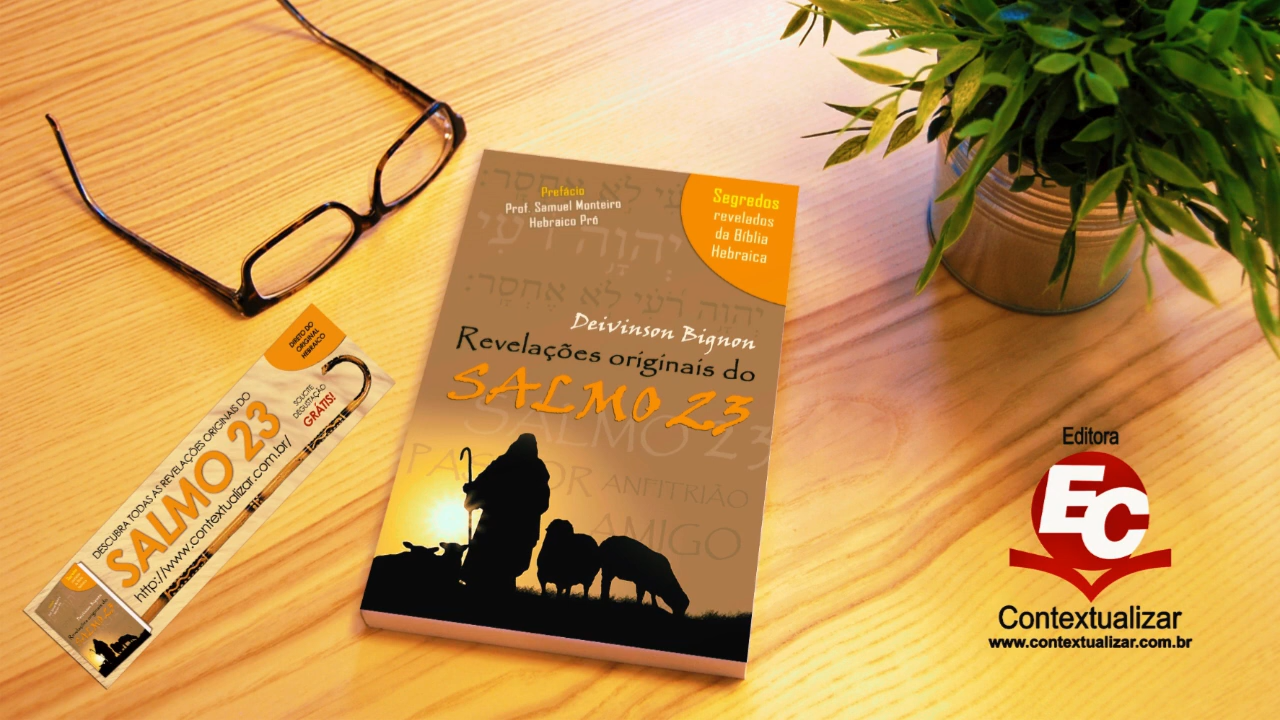 Prefácio
Prof. Samuel Monteiro
Hebraico Pró
Segredos
revelados
da Bíblia
Hebraica
רֹעִי לֹא אֶחְסָר׃
יְהוָה רֹעִי
יְהוָה רֹעִי לֹא אֶחְסָר׃
Deivinson Bignon
Revelações originais do
SALMO 23
SALMO 23
PASTOR ANFITRIÃO
AMIGO
DIRETO DO
ORIGINAL
HEBRAICO
DESCUBRA TODAS AS REVELAÇÕES ORIGINAIS DO
SALMO 23
http://www.contextualizar.com.br/
SOLICITE
DEGUSTAÇÃO
GRÁTIS!
Editora
EC
Contextualizar
www.contextualizar.com.br